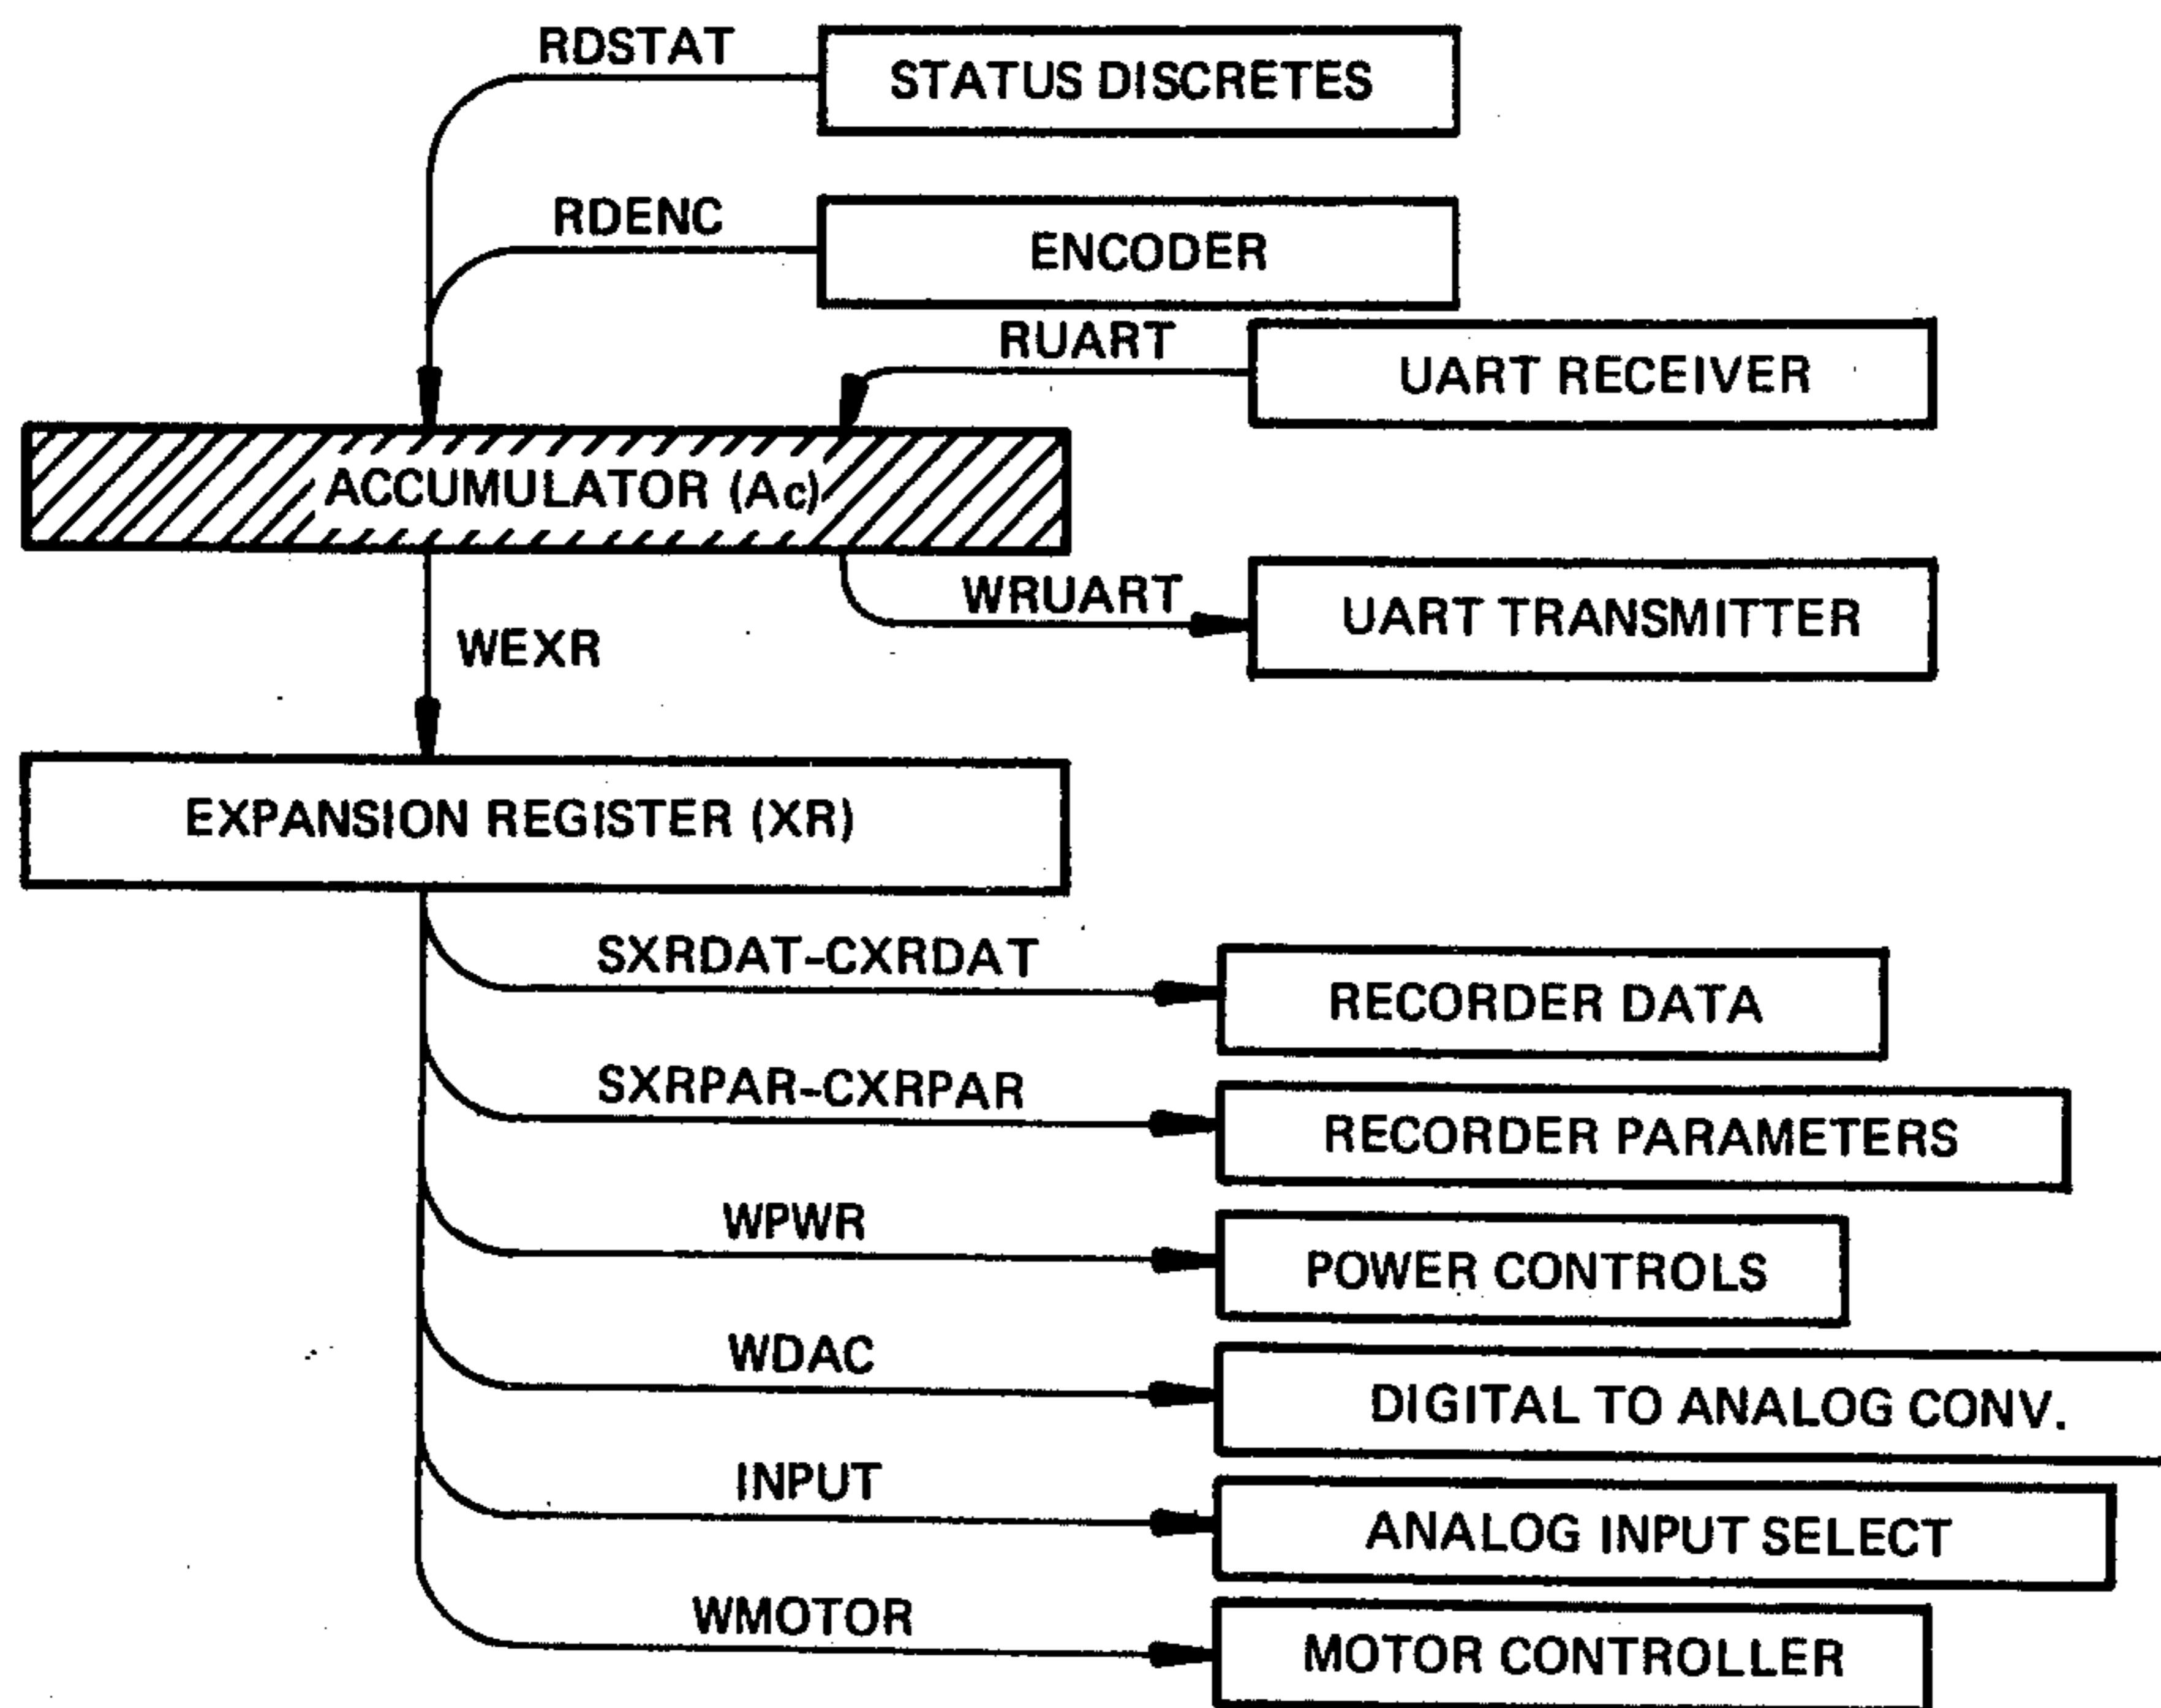 RDSTAT
STATUS DISCRETES
RDENC
ENCODER
RUART
UART RECEIVER
ACCUMULATOR (Ac)
WRUART
UART TRANSMITTER
WEXR
EXPANSION REGISTER (XR)
SXRDAT-CXRDAT
RECORDER DATA
SXRPAR-CXRPAR
RECORDER PARAMETERS
WPWR
POWER CONTROLS
WDAC
DIGITAL TO ANALOG CONV.
INPUT
ANALOG INPUT SELECT
WMOTOR
MOTOR CONTROLLER